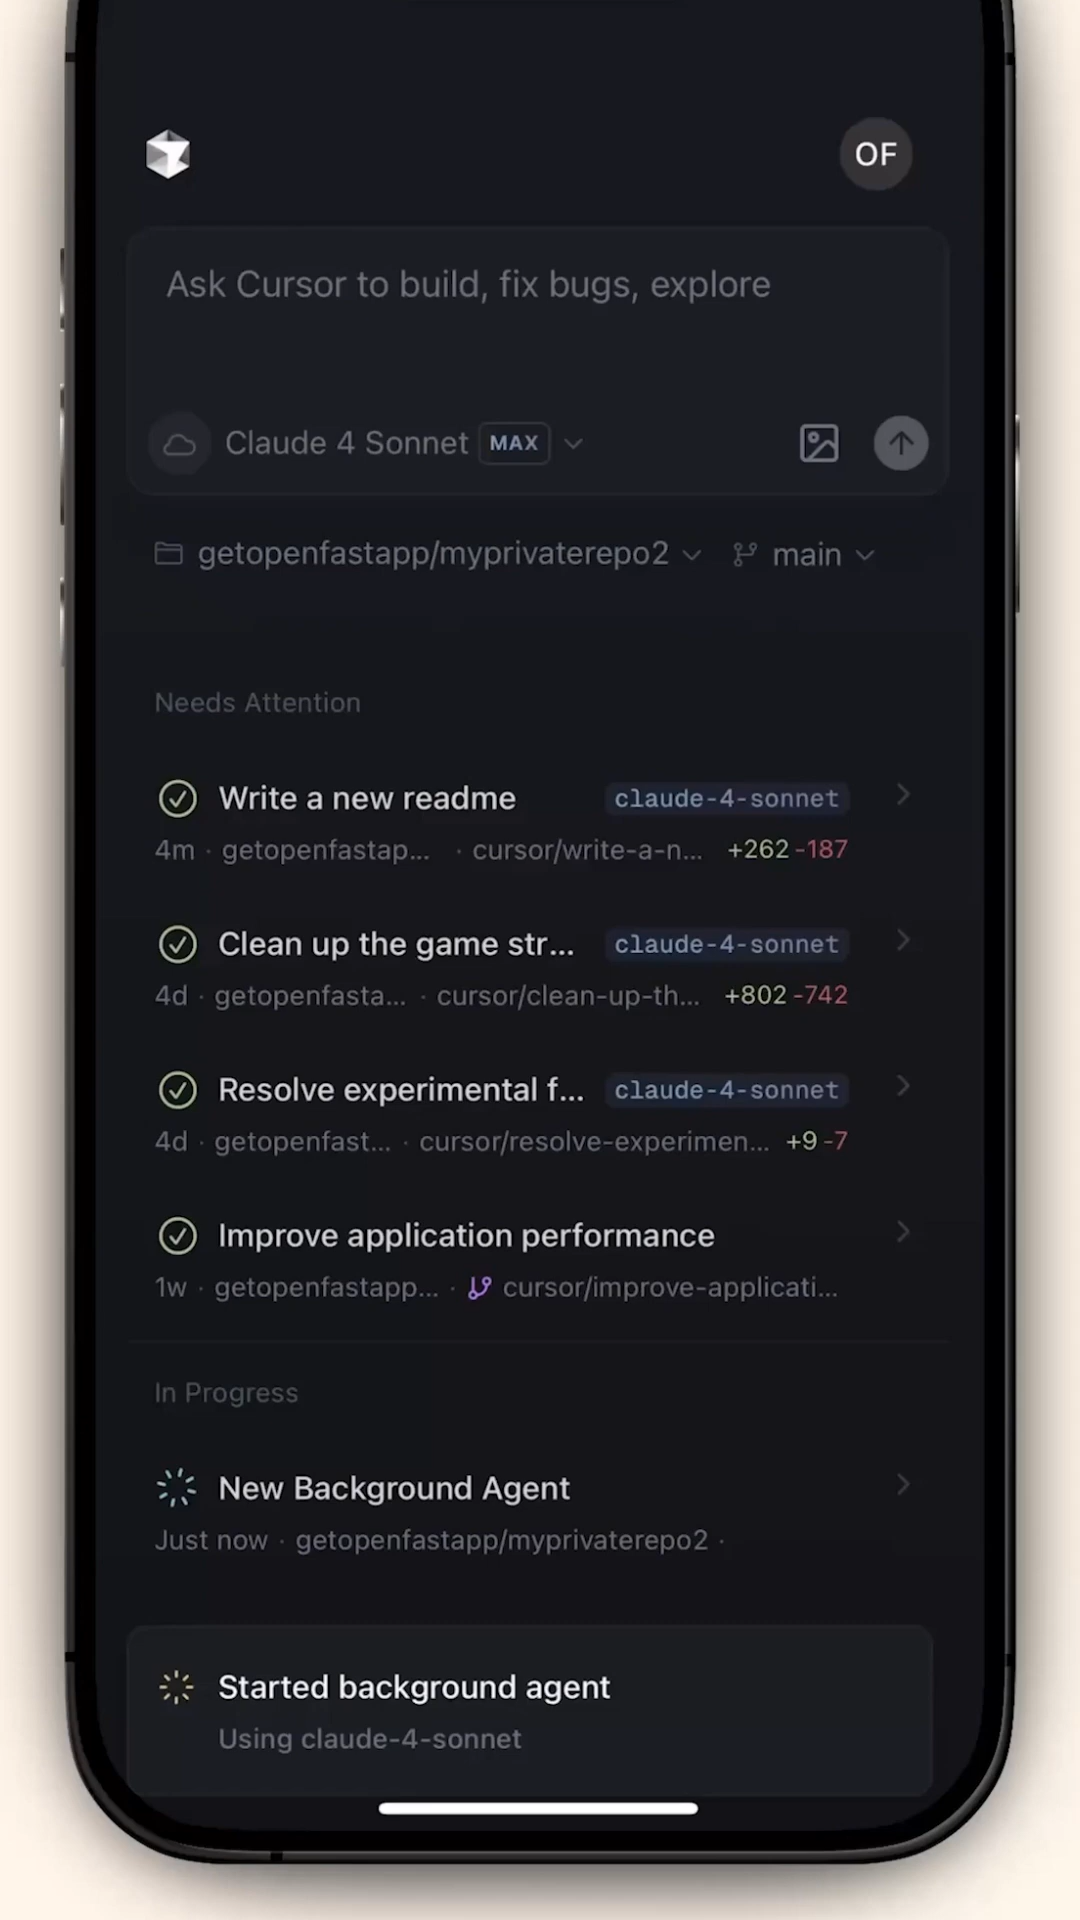 OF
Ask Cursor to build, fix bugs, explore
Claude 4 Sonnet MAX
getopenfastapp/myprivaterepo2 main
Needs Attention
Write a new readme claude-4-sonnet
4m · getopenfastap... · cursor/write-a-n... +262 -187
Clean up the game str... claude-4-sonnet
4d · getopenfasta... · cursor/clean-up-th... +802 -742
Resolve experimental f... claude-4-sonnet
4d · getopenfast... · cursor/resolve-experimen... +9 -7
Improve application performance
1w · getopenfastapp... · cursor/improve-applicati...
In Progress
New Background Agent
Just now · getopenfastapp/myprivaterepo2 ·
Started background agent
Using claude-4-sonnet